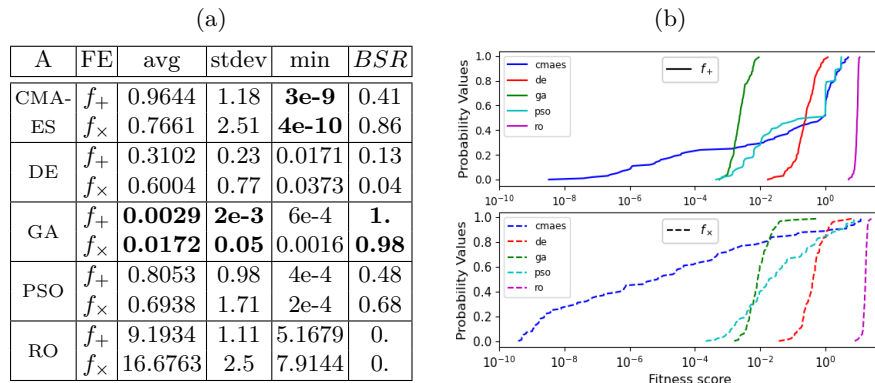 (a)
A FE avg stdev min BSR
CMA-ES f+ 0.9644 1.18 3e-9 0.41
f× 0.7661 2.51 4e-10 0.86
DE f+ 0.3102 0.23 0.0171 0.13
f× 0.6004 0.77 0.0373 0.04
GA f+ 0.0029 2e-3 6e-4 1.
f× 0.0172 0.05 0.0016 0.98
PSO f+ 0.8053 0.98 4e-4 0.48
f× 0.6938 1.71 2e-4 0.68
RO f+ 9.1934 1.11 5.1679 0.
f× 16.6763 2.5 7.9144 0.
(b)
Probability Values
1.0
0.8
0.6
0.4
0.2
0.0
cmaes
de
ga
pso
ro
f+
10⁻¹⁰ 10⁻⁸ 10⁻⁶ 10⁻⁴ 10⁻² 10⁰
Probability Values
1.0
0.8
0.6
0.4
0.2
0.0
cmaes
de
ga
pso
ro
f×
10⁻¹⁰ 10⁻⁸ 10⁻⁶ 10⁻⁴ 10⁻² 10⁰
Fitness score